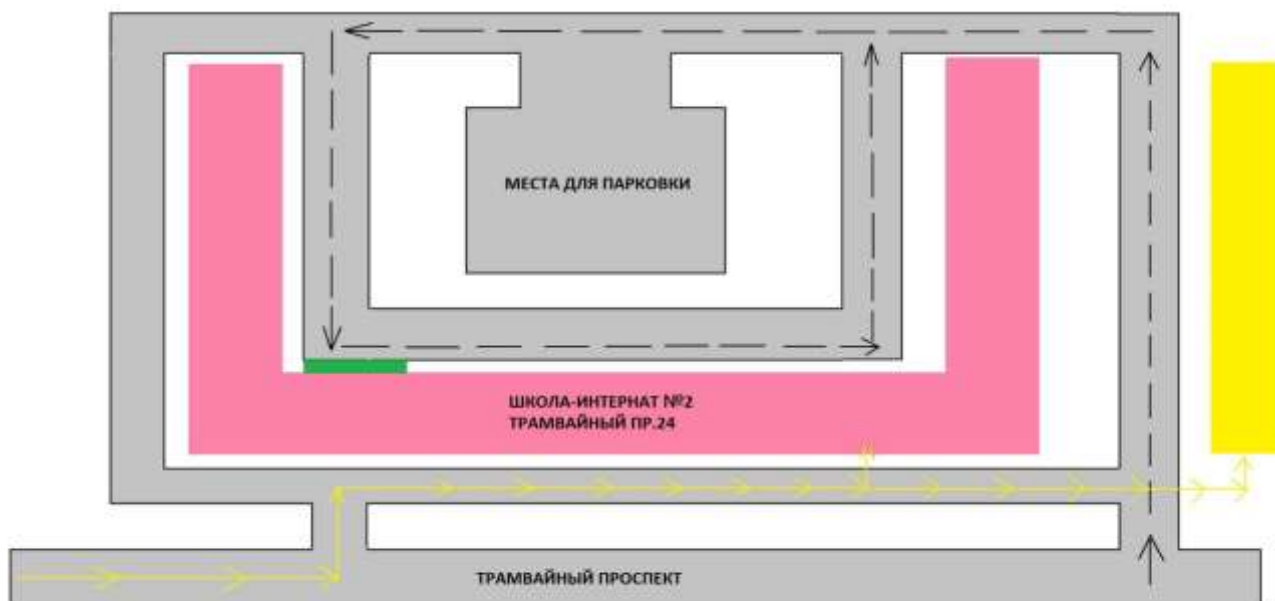 МЕСТА ДЛЯ ПАРКОВКИ
ШКОЛА-ИНТЕРНАТ №2
ТРАМВАЙНЫЙ ПР.24
ТРАМВАЙНЫЙ ПРОСПЕКТ